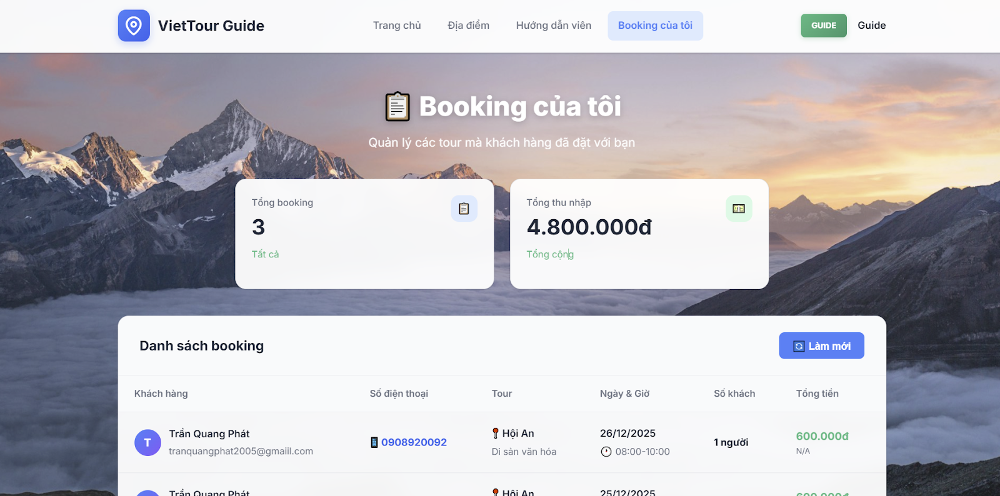 VietTour Guide
Trang chủ
Địa điểm
Hướng dẫn viên
Booking của tôi
GUIDE
Guide
Booking của tôi
Quản lý các tour mà khách hàng đã đặt với bạn
Tổng booking
3
Tất cả
Tổng thu nhập
4.800.000đ
Tổng cộng
Danh sách booking
Làm mới
Khách hàng
Số điện thoại
Tour
Ngày & Giờ
Số khách
Tổng tiền
T
Trần Quang Phát
tranquangphat2005@gmaiil.com
0908920092
Hội An
Di sản văn hóa
26/12/2025
08:00-10:00
1 người
600.000đ
N/A
Trần Quang Phát
Hội An
25/12/2025
600.000đ